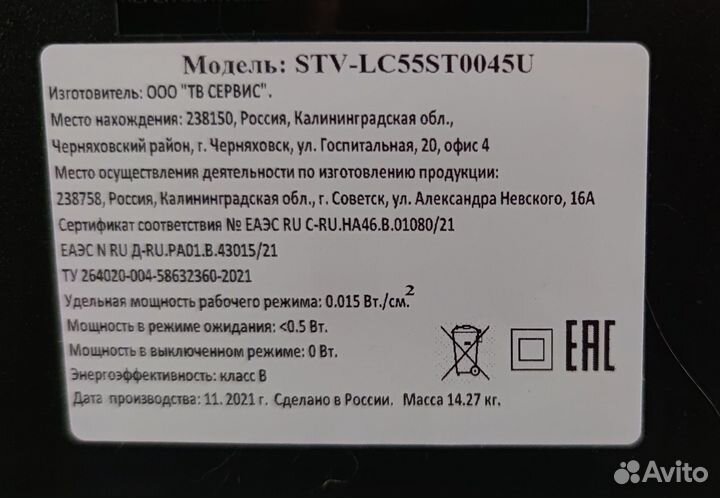 Модель: STV-LC55ST0045U
Изготовитель: ООО "ТВ СЕРВИС".
Место нахождения: 238150, Россия, Калининградская обл.,
Черняховский район, г. Черняховск, ул. Госпитальная, 20, офис 4
Место осуществления деятельности по изготовлению продукции:
238758, Россия, Калининградская обл., г. Советск, ул. Александра Невского, 16А
Сертификат соответствия № ЕАЭС RU C-RU.HA46.B.01080/21
ЕАЭС N RU Д-RU.PA01.B.43015/21
ТУ 264020-004-58632360-2021
Удельная мощность рабочего режима: 0.015 Вт./см.²
Мощность в режиме ожидания: <0.5 Вт.
Мощность в выключенном режиме: 0 Вт.
Энергоэффективность: класс B
Дата производства: 11. 2021 г. Сделано в России. Масса 14.27 кг.
EAC
Avito